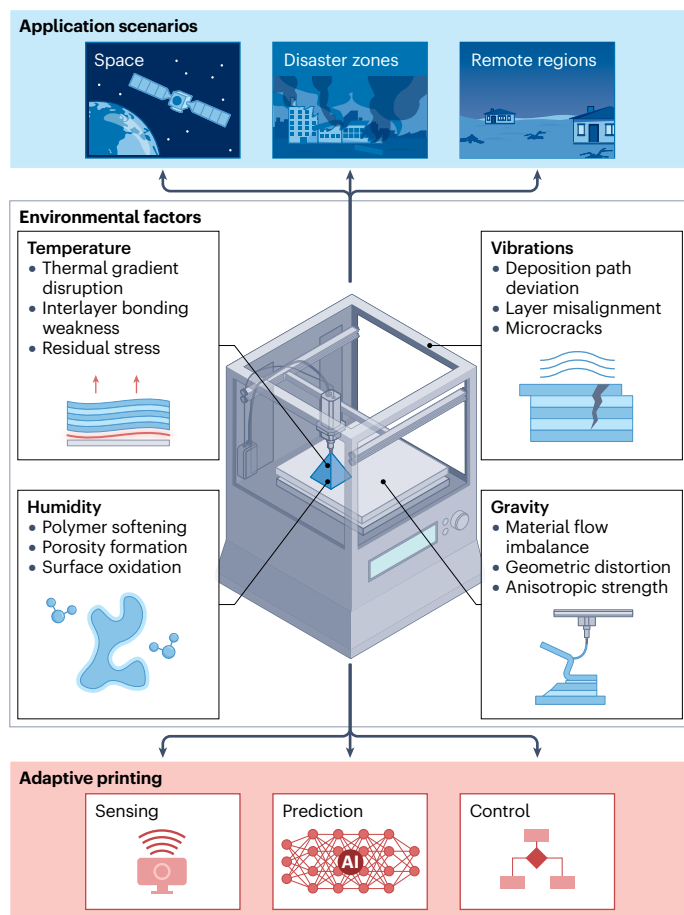 Application scenarios
Space
Disaster zones
Remote regions
Environmental factors
Temperature
• Thermal gradient
disruption
• Interlayer bonding
weakness
• Residual stress
Vibrations
• Deposition path
deviation
• Layer misalignment
• Microcracks
Humidity
• Polymer softening
• Porosity formation
• Surface oxidation
Gravity
• Material flow
imbalance
• Geometric distortion
• Anisotropic strength
Adaptive printing
Sensing
Prediction
AI
Control